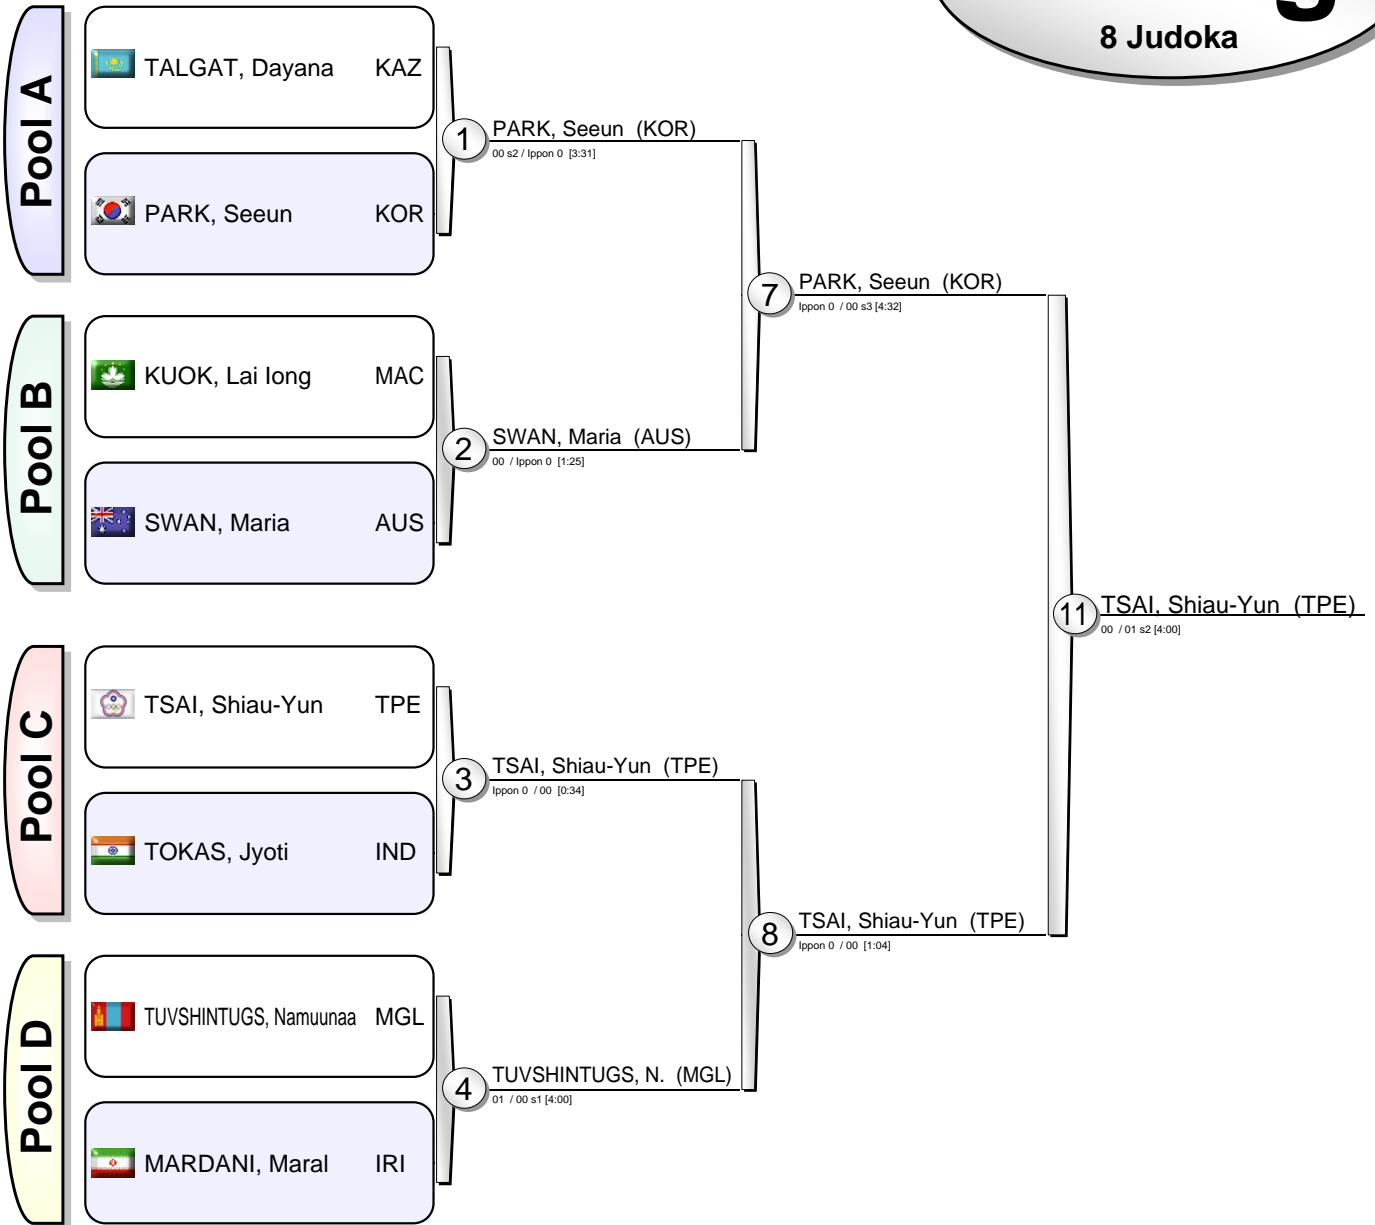 8 Judoka
Pool A
TALGAT, Dayana KAZ
PARK, Seeun KOR
1
PARK, Seeun (KOR)
00 s2 / Ippon 0 [3:31]
7
PARK, Seeun (KOR)
Ippon 0 / 00 s3 [4:32]
Pool B
KUOK, Lai Iong MAC
SWAN, Maria AUS
2
SWAN, Maria (AUS)
00 / Ippon 0 [1:25]
11
TSAI, Shiau-Yun (TPE)
00 / 01 s2 [4:00]
Pool C
TSAI, Shiau-Yun TPE
TOKAS, Jyoti IND
3
TSAI, Shiau-Yun (TPE)
Ippon 0 / 00 [0:34]
8
TSAI, Shiau-Yun (TPE)
Ippon 0 / 00 [1:04]
Pool D
TUVSHINTUGS, Namuunaa MGL
MARDANI, Maral IRI
4
TUVSHINTUGS, N. (MGL)
01 / 00 s1 [4:00]